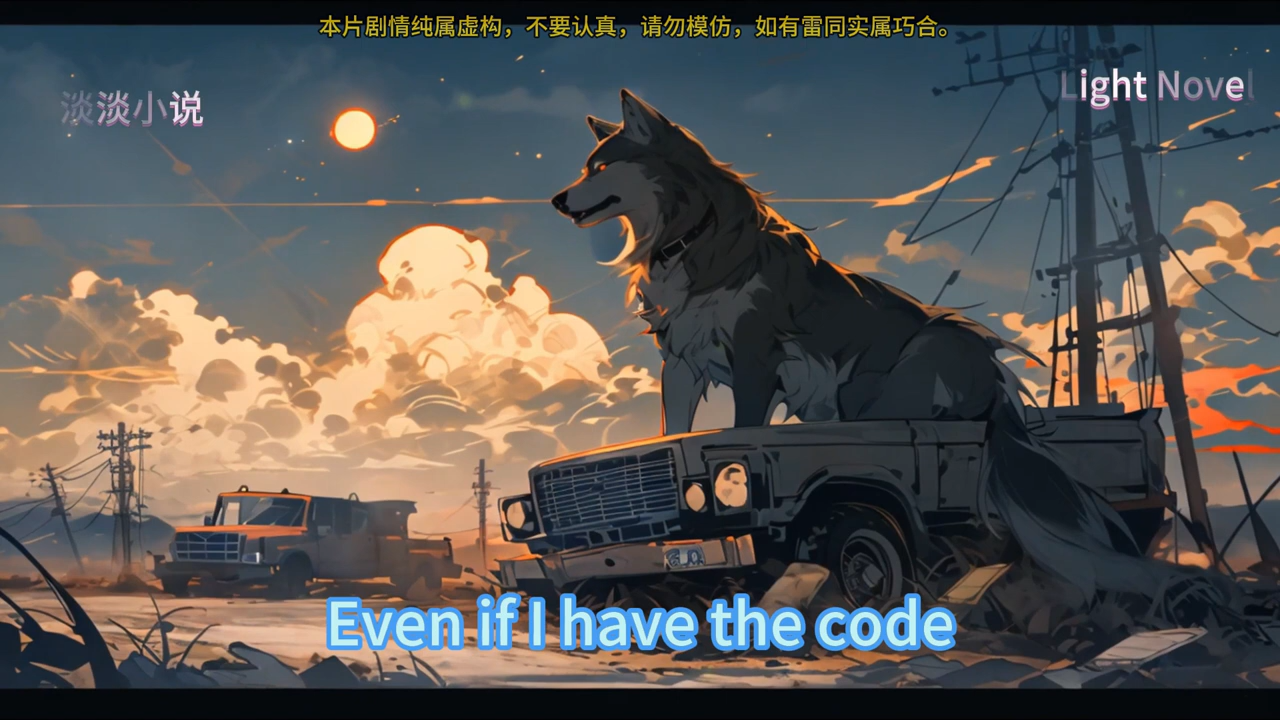 本片剧情纯属虚构，不要认真，请勿模仿，如有雷同实属巧合。
淡淡小说
Light Novel
Even if I have the code